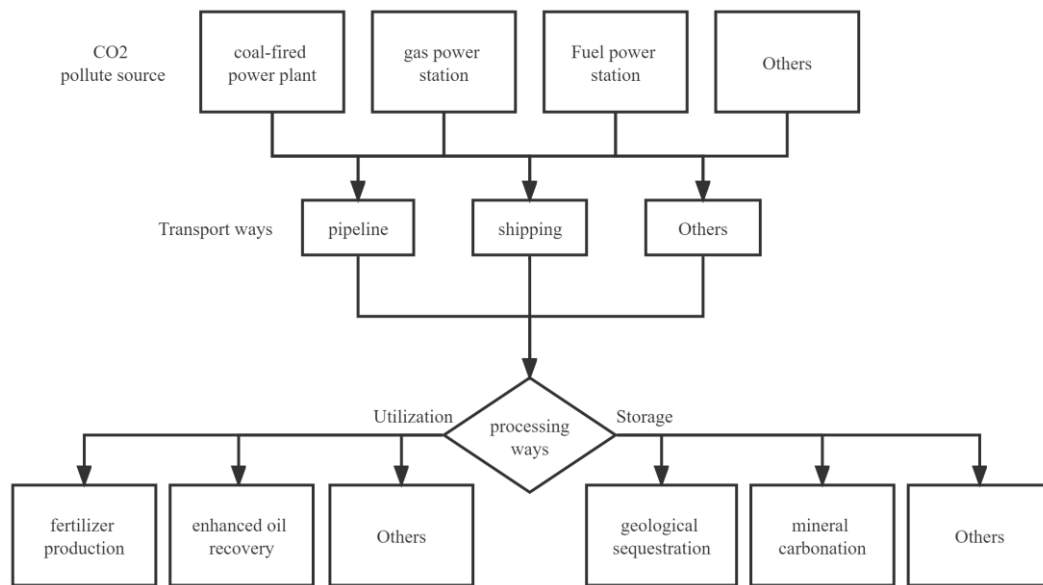 CO2
pollute source
coal-fired
power plant
gas power
station
Fuel power
station
Others
Transport ways
pipeline
shipping
Others
Utilization
processing
ways
Storage
fertilizer
production
enhanced oil
recovery
Others
geological
sequestration
mineral
carbonation
Others